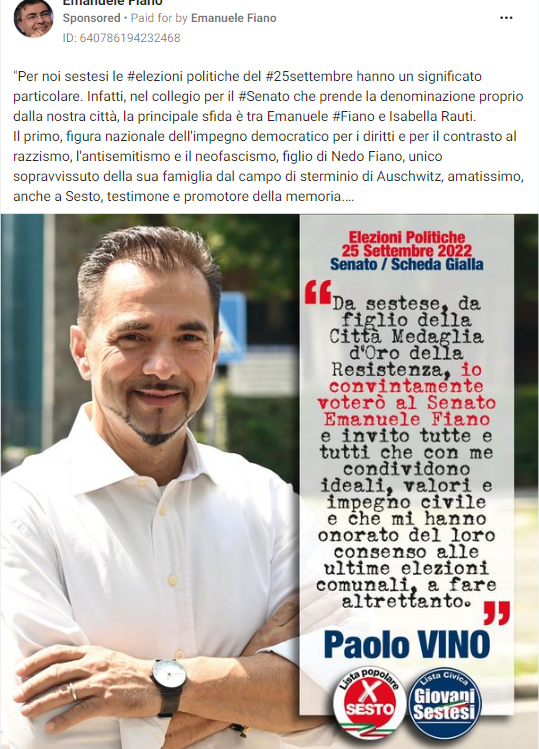 Emanuele Fiano
Sponsored • Paid for by Emanuele Fiano
ID: 640786194232468
"Per noi sestesi le #elezioni politiche del #25settembre hanno un significato
particolare. Infatti, nel collegio per il #Senato che prende la denominazione proprio
dalla nostra città, la principale sfida è tra Emanuele #Fiano e Isabella Rauti.
Il primo, figura nazionale dell'impegno democratico per i diritti e per il contrasto al
razzismo, l'antisemitismo e il neofascismo, figlio di Nedo Fiano, unico
sopravvissuto della sua famiglia dal campo di sterminio di Auschwitz, amatissimo,
anche a Sesto, testimone e promotore della memoria....
Elezioni Politiche
25 Settembre 2022
Senato / Scheda Gialla
“Da sestese, da
figlio della
Città Medaglia
d'Oro della
Resistenza, io
convintamente
voterò al Senato
Emanuele Fiano
e invito tutte e
tutti che con me
condividono
ideali, valori e
impegno civile
e che mi hanno
onorato del loro
consenso alle
ultime elezioni
comunali, a fare
altrettanto.”
Paolo VINO
Lista popolare
X
SESTO
Lista Civica
Giovani
Sestesi